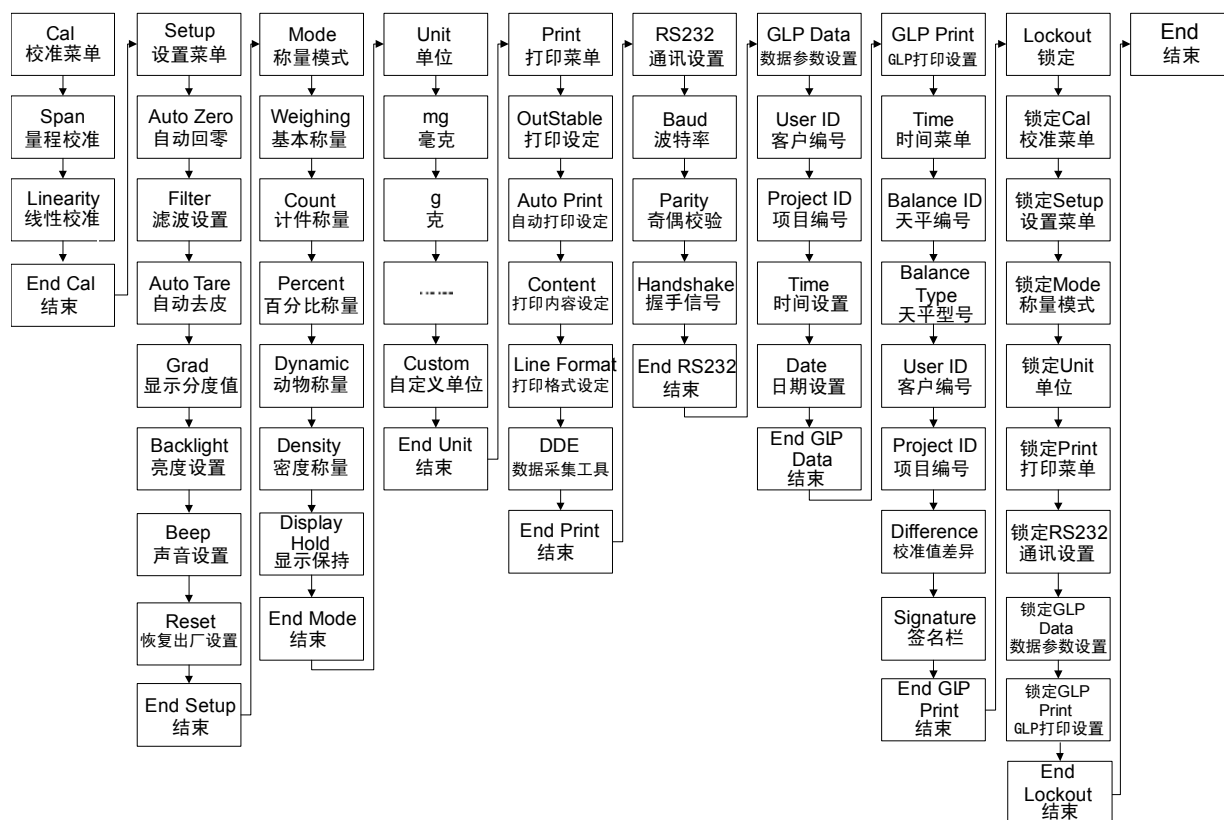 Cal
校准菜单
Span
量程校准
Linearity
线性校准
End Cal
结束
Setup
设置菜单
Auto Zero
自动回零
Filter
滤波设置
Auto Tare
自动去皮
Grad
显示分度值
Backlight
亮度设置
Beep
声音设置
Reset
恢复出厂设置
End Setup
结束
Mode
称量模式
Weighing
基本称量
Count
计件称量
Percent
百分比称量
Dynamic
动物称量
Density
密度称量
Display
Hold
显示保持
End Mode
结束
Unit
单位
mg
毫克
g
克
……
Custom
自定义单位
End Unit
结束
Print
打印菜单
OutStable
打印设定
Auto Print
自动打印设定
Content
打印内容设定
Line Format
打印格式设定
DDE
数据采集工具
End Print
结束
RS232
通讯设置
Baud
波特率
Parity
奇偶校验
Handshake
握手信号
End RS232
结束
GLP Data
数据参数设置
User ID
客户编号
Project ID
项目编号
Time
时间设置
Date
日期设置
End GLP
Data
结束
GLP Print
GLP打印设置
Time
时间菜单
Balance ID
天平编号
Balance
Type
天平型号
User ID
客户编号
Project ID
项目编号
Difference
校准值差异
Signature
签名栏
End GLP
Print
结束
Lockout
锁定
锁定Cal
校准菜单
锁定Setup
设置菜单
锁定Mode
称量模式
锁定Unit
单位
锁定Print
打印菜单
锁定RS232
通讯设置
锁定GLP
Data
数据参数设置
锁定GLP
Print
GLP打印设置
End
Lockout
结束
End
结束